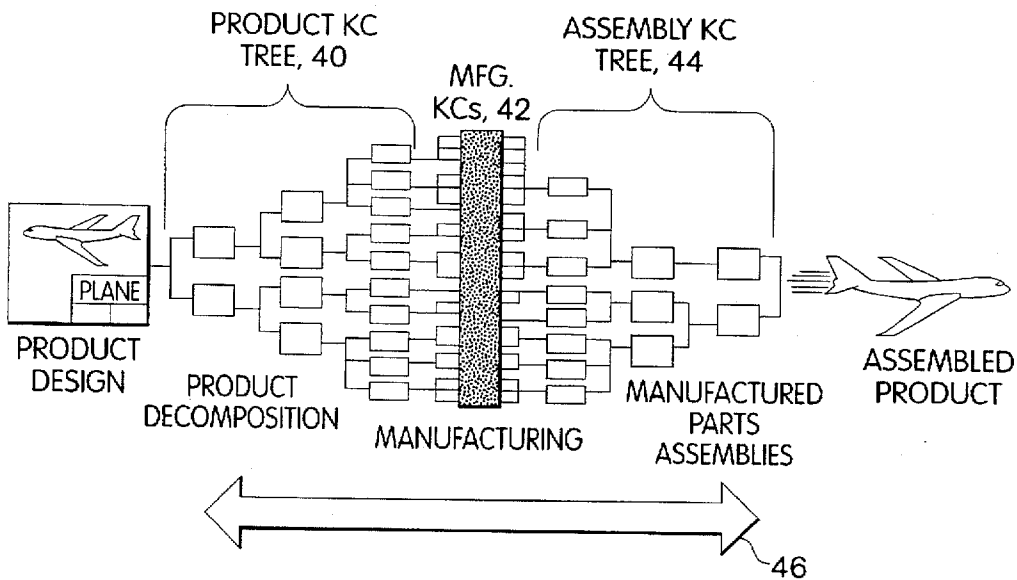 PRODUCT KC
TREE, 40
MFG.
KCs, 42
ASSEMBLY KC
TREE, 44
PLANE
PRODUCT
DESIGN
PRODUCT
DECOMPOSITION
MANUFACTURING
MANUFACTURED
PARTS
ASSEMBLIES
ASSEMBLED
PRODUCT
46